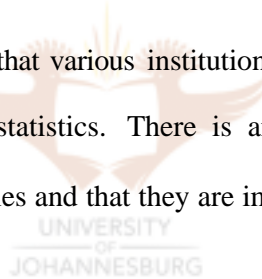 that various institution
statistics. There is a
es and that they are in
UNIVERSITY
OF
JOHANNESBURG